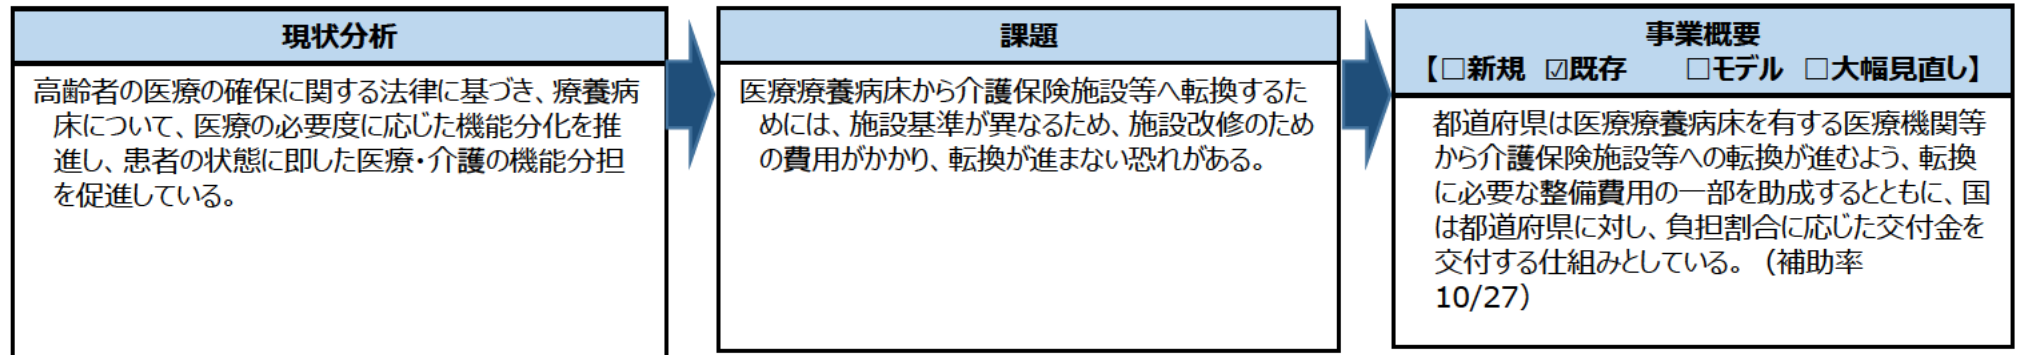 現状分析
高齢者の医療の確保に関する法律に基づき、療養病
床について、医療の必要度に応じた機能分化を推
進し、患者の状態に即した医療・介護の機能分担
を促進している。
課題
医療療養病床から介護保険施設等へ転換するた
めには、施設基準が異なるため、施設改修のため
の費用がかかり、転換が進まない恐れがある。
事業概要
【□新規 ☑既存 □モデル □大幅見直し】
都道府県は医療療養病床を有する医療機関等
から介護保険施設等への転換が進むよう、転換
に必要な整備費用の一部を助成するとともに、国
は都道府県に対し、負担割合に応じた交付金を
交付する仕組みとしている。（補助率
10/27）